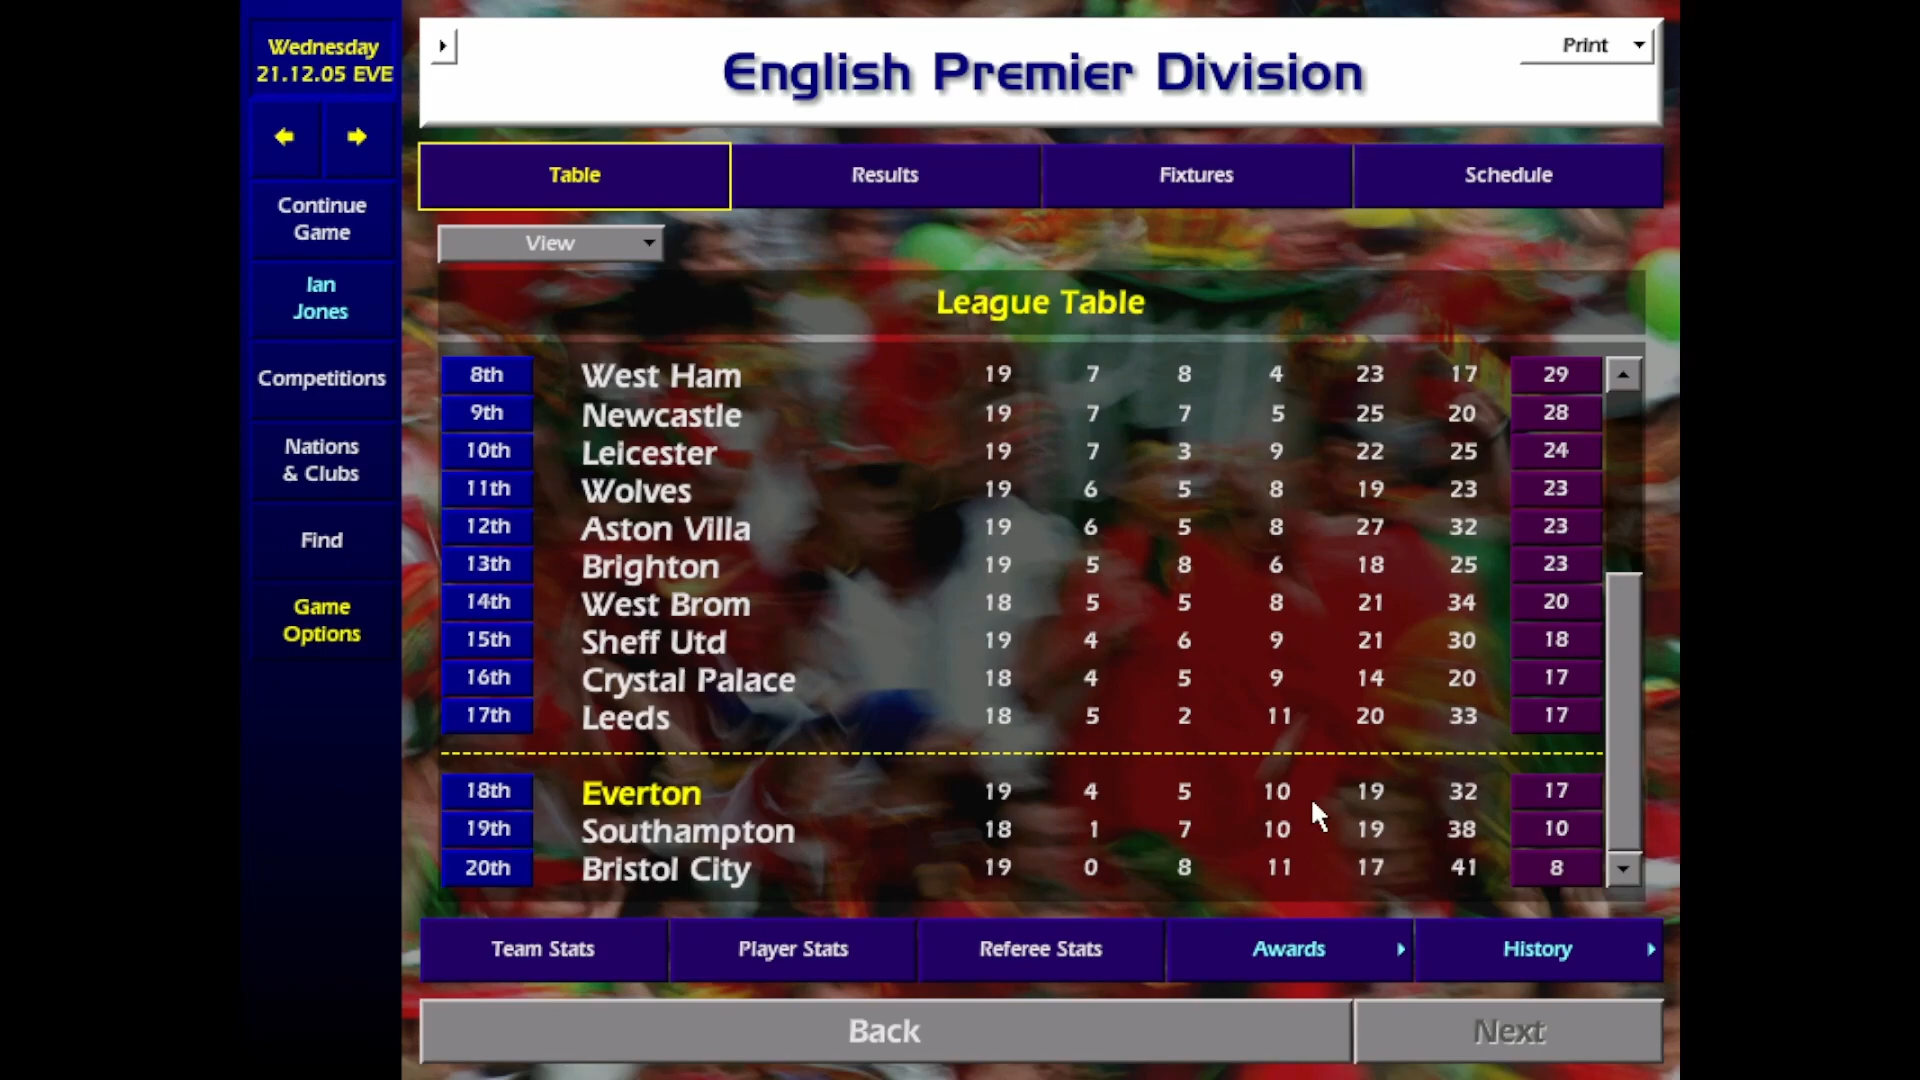 Wednesday
21.12.05 EVE
Continue
Game
Ian
Jones
Competitions
Nations
& Clubs
Find
Game
Options
English Premier Division
Print
Table Results Fixtures Schedule
View
League Table
8th West Ham 19 7 8 4 23 17 29
9th Newcastle 19 7 7 5 25 20 28
10th Leicester 19 7 3 9 22 25 24
11th Wolves 19 6 5 8 19 23 23
12th Aston Villa 19 6 5 8 27 32 23
13th Brighton 19 5 8 6 18 25 23
14th West Brom 18 5 5 8 21 34 20
15th Sheff Utd 19 4 6 9 21 30 18
16th Crystal Palace 18 4 5 9 14 20 17
17th Leeds 18 5 2 11 20 33 17
18th Everton 19 4 5 10 19 32 17
19th Southampton 18 1 7 10 19 38 10
20th Bristol City 19 0 8 11 17 41 8
Team Stats Player Stats Referee Stats Awards History
Back Next